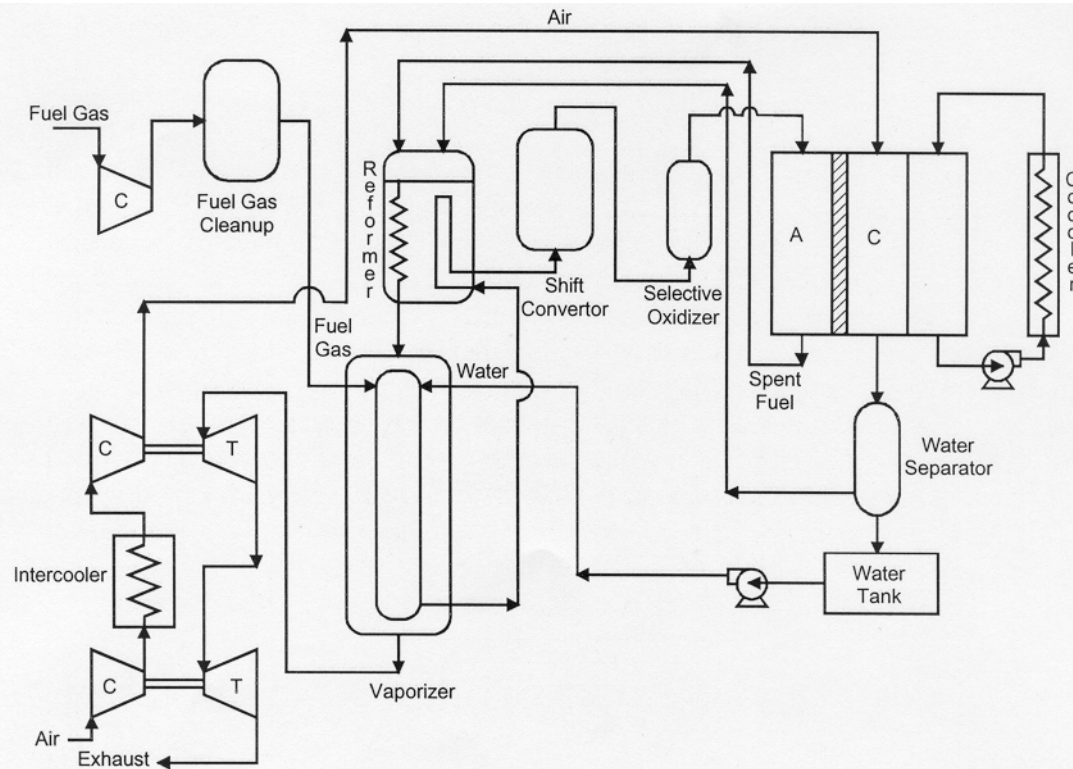 Air
Fuel Gas
C
Fuel Gas
Cleanup
Reformer
Shift
Convertor
Selective
Oxidizer
A
C
Cooler
Fuel
Gas
Water
Spent
Fuel
Water
Separator
C
T
Intercooler
Water
Tank
C
T
Vaporizer
Air
Exhaust